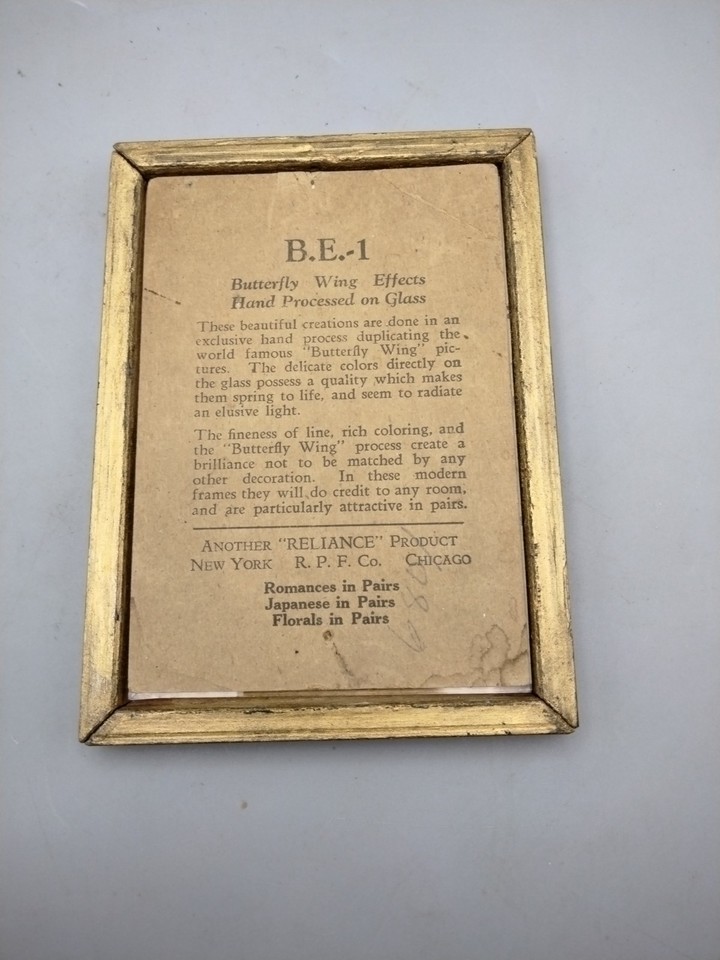 B.E.-1
Butterfly Wing Effects
Hand Processed on Glass
These beautiful creations are done in an
exclusive hand process duplicating the
world famous "Butterfly Wing" pic-
tures. The delicate colors directly on
the glass possess a quality which makes
them spring to life, and seem to radiate
an elusive light.
The fineness of line, rich coloring, and
the "Butterfly Wing" process create a
brilliance not to be matched by any
other decoration. In these modern
frames they will do credit to any room,
and are particularly attractive in pairs.
ANOTHER "RELIANCE" PRODUCT
NEW YORK R. P. F. CO. CHICAGO
Romances in Pairs
Japanese in Pairs
Florals in Pairs